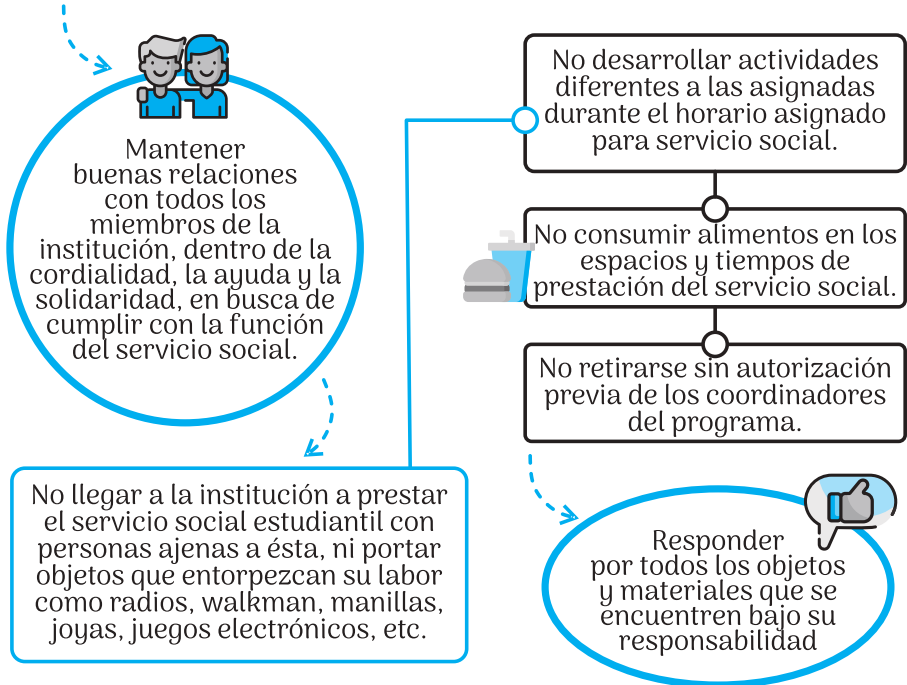 Mantener
buenas relaciones
con todos los
miembros de la
institución, dentro de la
cordialidad, la ayuda y la
solidaridad, en busca de
cumplir con la función
del servicio social.
No llegar a la institución a prestar
el servicio social estudiantil con
personas ajenas a ésta, ni portar
objetos que entorpezcan su labor
como radios, walkman, manillas,
joyas, juegos electrónicos, etc.
No desarrollar actividades
diferentes a las asignadas
durante el horario asignado
para servicio social.
No consumir alimentos en los
espacios y tiempos de
prestación del servicio social.
No retirarse sin autorización
previa de los coordinadores
del programa.
Responder
por todos los objetos
y materiales que se
encuentren bajo su
responsabilidad